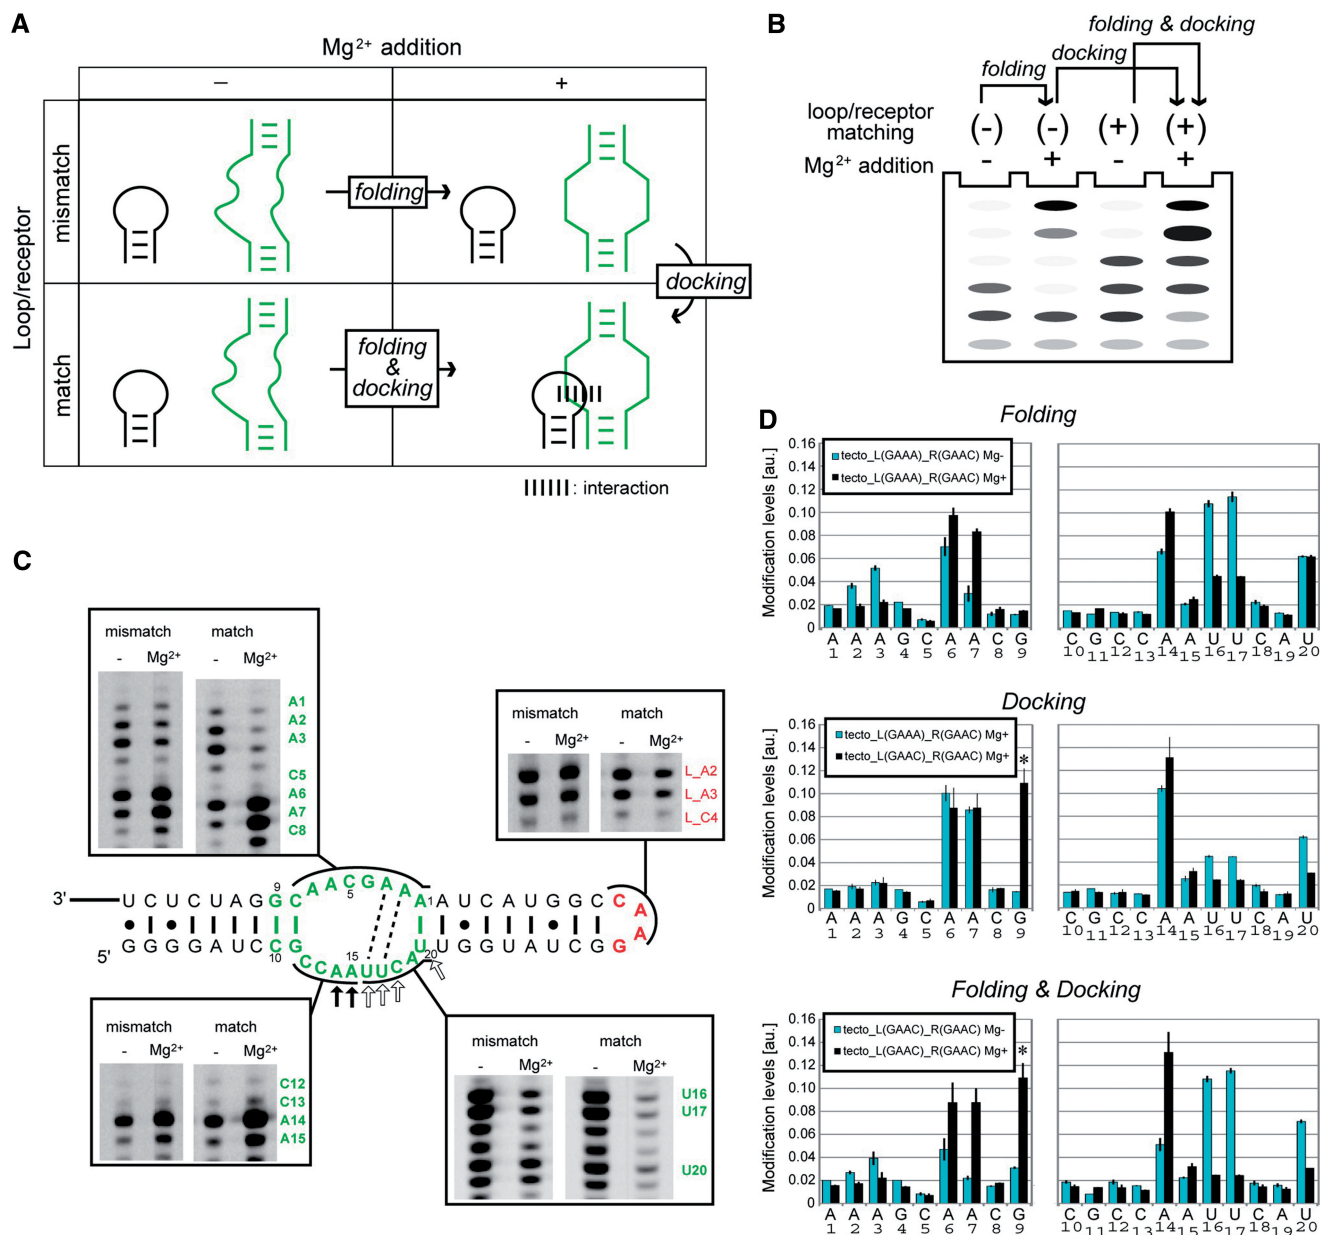 A
Mg²⁺ addition
–
+
Loop/receptor
mismatch
match
folding
docking
folding
&
docking
: interaction
B
folding & docking
docking
folding
loop/receptor
matching
(-) (-) (+) (+)
Mg²⁺ addition
- + - +
C
mismatch match
- Mg²⁺ - Mg²⁺
A1
A2
A3
C5
A6
A7
C8
mismatch match
- Mg²⁺ - Mg²⁺
L_A2
L_A3
L_C4
3' UCUCUAGGCAACGAAAAUCAUGGCCA
9 5 1
A
5' GGGGAUCCGCCAAUUCAUUGGUAUCGGA
10 15 20
mismatch match
- Mg²⁺ - Mg²⁺
C12
C13
A14
A15
mismatch match
- Mg²⁺ - Mg²⁺
U16
U17
U20
D
Folding
Modification levels [au.]
0.16
0.14
0.12
0.10
0.08
0.06
0.04
0.02
0
tecto_L(GAAA)_R(GAAC) Mg-
tecto_L(GAAA)_R(GAAC) Mg+
A A A G C A A C G C G C C A A U U C A U
1 2 3 4 5 6 7 8 9 10 11 12 13 14 15 16 17 18 19 20
Docking
Modification levels [au.]
0.16
0.14
0.12
0.10
0.08
0.06
0.04
0.02
0
tecto_L(GAAA)_R(GAAC) Mg+
tecto_L(GAAC)_R(GAAC) Mg+
*
A A A G C A A C G C G C C A A U U C A U
1 2 3 4 5 6 7 8 9 10 11 12 13 14 15 16 17 18 19 20
Folding & Docking
Modification levels [au.]
0.16
0.14
0.12
0.10
0.08
0.06
0.04
0.02
0
tecto_L(GAAC)_R(GAAC) Mg-
tecto_L(GAAC)_R(GAAC) Mg+
*
A A A G C A A C G C G C C A A U U C A U
1 2 3 4 5 6 7 8 9 10 11 12 13 14 15 16 17 18 19 20